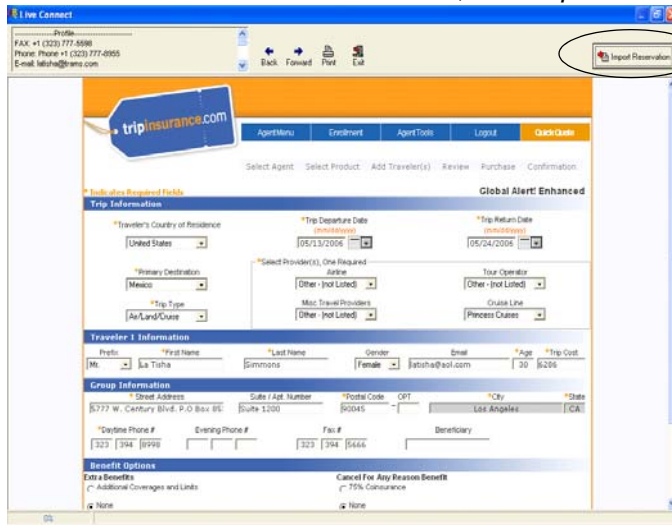 Live Connect
Profile
FAX: +1 (323) 777-5598
Phone: Phone +1 (323) 777-8955
E-mail: latisha@trams.com
Back Forward Print Exit
Import Reservation
tripinsurance.com
AgentMenu Enrollment AgentTools Logout QuickQuote
Select Agent Select Product Add Traveler(s) Review Purchase Confirmation
* Indicates Required Fields Global Alert! Enhanced
Trip Information
*Traveler's Country of Residence *Trip Departure Date *Trip Return Date
(mm/dd/yyyy) (mm/dd/yyyy)
United States 05/13/2006 05/24/2006
*Select Provider(s), One Required
*Primary Destination Airline Tour Operator
Mexico Other - (not Listed) Other - (not Listed)
*Trip Type Misc Travel Providers Cruise Line
Air/Land/Cruise Other - (not Listed) Princess Cruises
Traveler 1 Information
Prefix *First Name *Last Name Gender Email *Age *Trip Cost
Mr. La Tisha Simmons Female latisha@aol.com 30 6206
Group Information
* Street Address Suite / Apt. Number *Postal Code OPT *City *State
5777 W. Century Blvd. P.O Box 85 Suite 1200 90045 - Los Angeles CA
*Daytime Phone # Evening Phone # Fax # Beneficiary
323 394 8998 323 394 5666
Benefit Options
Extra Benefits Cancel For Any Reason Benefit
Additional Coverages and Limits 75% Coinsurance
None None
0%